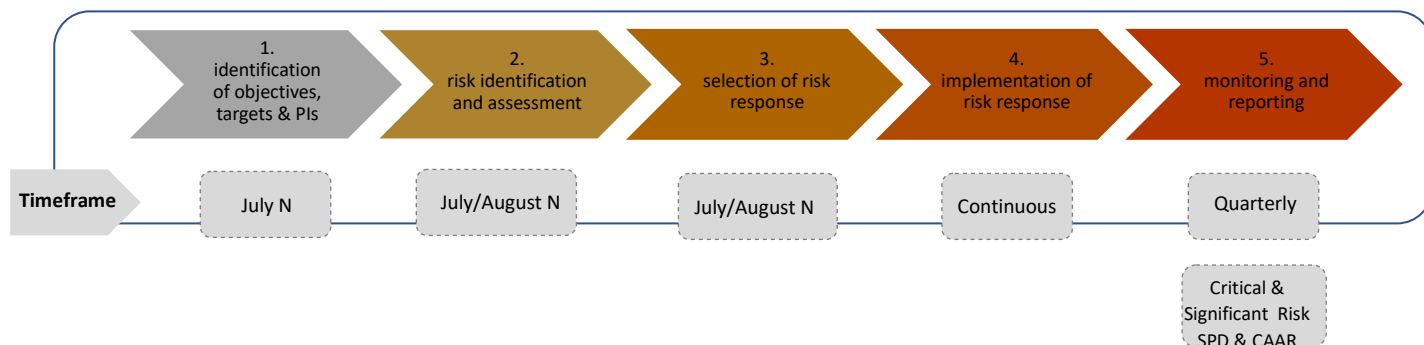 1.
identification
of objectives,
targets & PIs
2.
risk identification
and assessment
3.
selection of risk
response
4.
implementation of
risk response
5.
monitoring and
reporting
Timeframe
July N
July/August N
July/August N
Continuous
Quarterly
Critical &
Significant Risk
SPD & CAAR